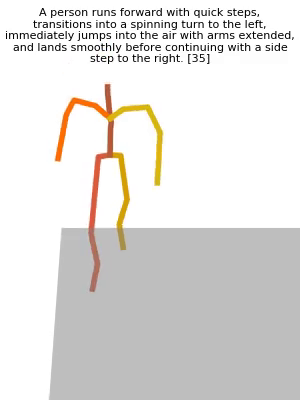 A person runs forward with quick steps,
transitions into a spinning turn to the left,
immediately jumps into the air with arms extended,
and lands smoothly before continuing with a side
step to the right. [35]